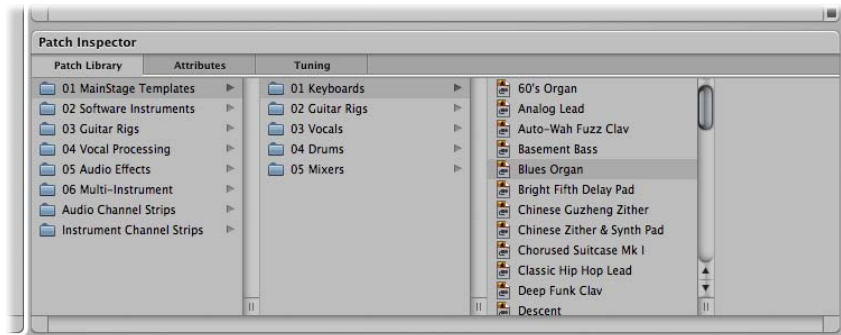 Patch Inspector
Patch Library
Attributes
Tuning
01 MainStage Templates
02 Software Instruments
03 Guitar Rigs
04 Vocal Processing
05 Audio Effects
06 Multi-Instrument
Audio Channel Strips
Instrument Channel Strips
01 Keyboards
02 Guitar Rigs
03 Vocals
04 Drums
05 Mixers
60's Organ
Analog Lead
Auto-Wah Fuzz Clav
Basement Bass
Blues Organ
Bright Fifth Delay Pad
Chinese Guzheng Zither
Chinese Zither & Synth Pad
Chorused Suitcase Mk I
Classic Hip Hop Lead
Deep Funk Clav
Descent